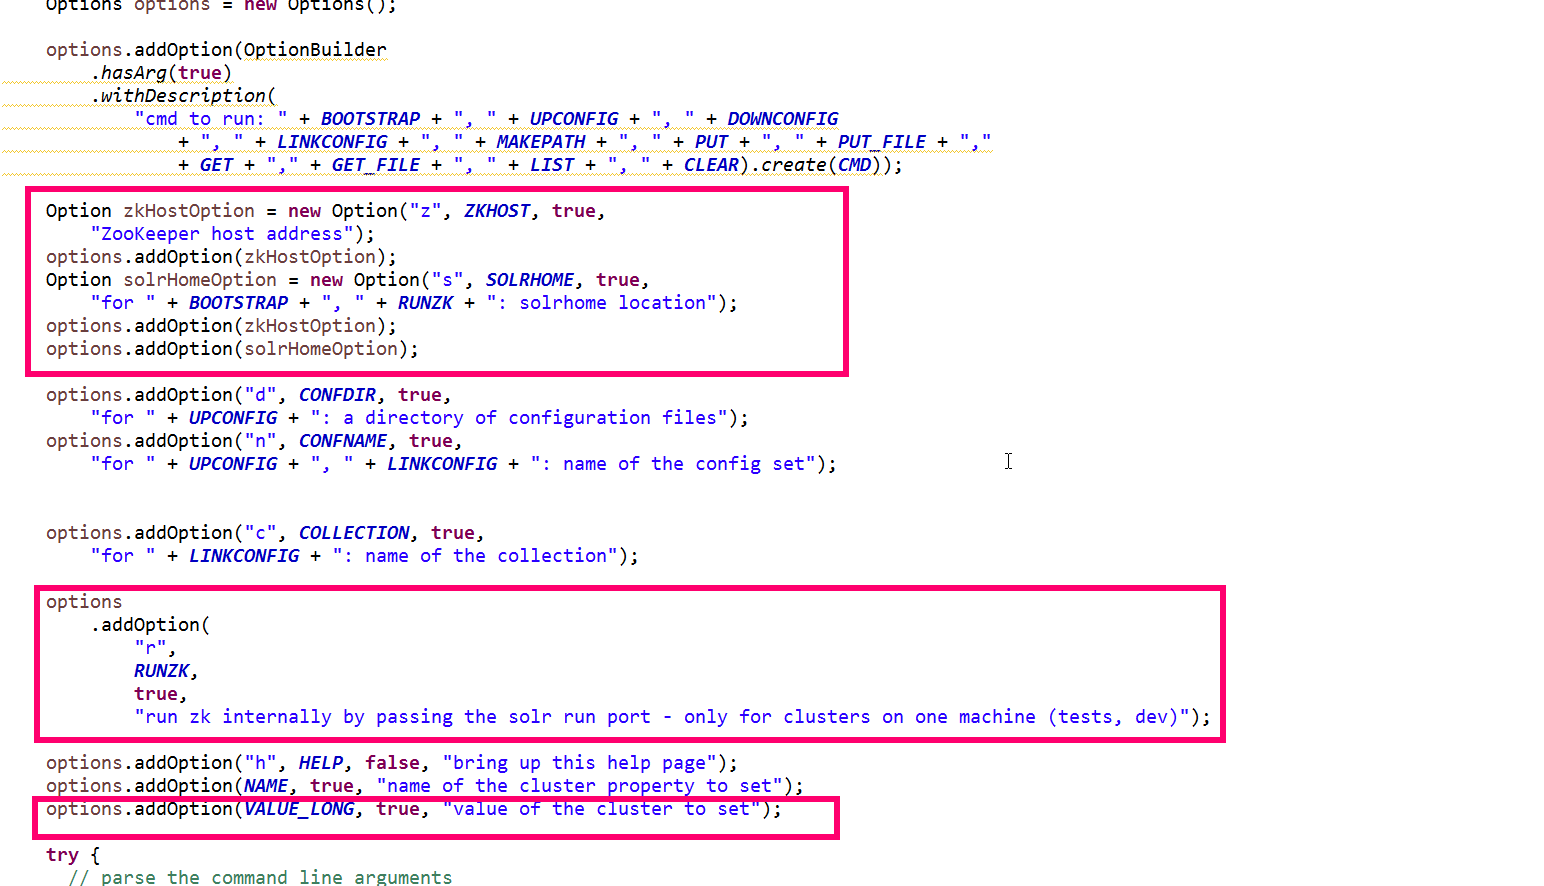 Options options = new Options();
options.addOption(OptionBuilder
.hasArg(true)
.withDescription(
"cmd to run: " + BOOTSTRAP + ", " + UPCONFIG + ", " + DOWNCONFIG
+ ", " + LINKCONFIG + ", " + MAKEPATH + ", " + PUT + ", " + PUT_FILE + ","
+ GET + "," + GET_FILE + ", " + LIST + ", " + CLEAR).create(CMD));
Option zkHostOption = new Option("z", ZKHOST, true,
"ZooKeeper host address");
options.addOption(zkHostOption);
Option solrHomeOption = new Option("s", SOLRHOME, true,
"for " + BOOTSTRAP + ", " + RUNZK + ": solrhome location");
options.addOption(zkHostOption);
options.addOption(solrHomeOption);
options.addOption("d", CONFDIR, true,
"for " + UPCONFIG + ": a directory of configuration files");
options.addOption("n", CONFNAME, true,
"for " + UPCONFIG + ", " + LINKCONFIG + ": name of the config set");
options.addOption("c", COLLECTION, true,
"for " + LINKCONFIG + ": name of the collection");
options
.addOption(
"r",
RUNZK,
true,
"run zk internally by passing the solr run port - only for clusters on one machine (tests, dev)");
options.addOption("h", HELP, false, "bring up this help page");
options.addOption(NAME, true, "name of the cluster property to set");
options.addOption(VALUE_LONG, true, "value of the cluster to set");
try {
// parse the command line arguments